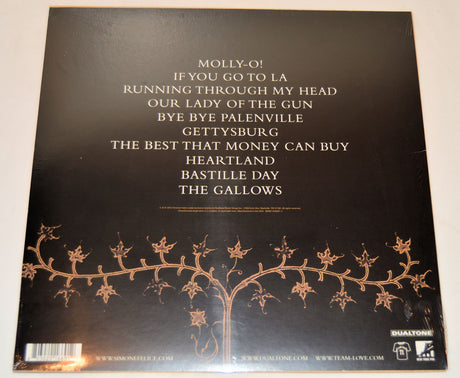 MOLLY-O!
IF YOU GO TO LA
RUNNING THROUGH MY HEAD
OUR LADY OF THE GUN
BYE BYE PALENVILLE
GETTYSBURG
THE BEST THAT MONEY CAN BUY
HEARTLAND
BASTILLE DAY
THE GALLOWS
DUALTONE
WWW.SIMONEFELICE.COM
WWW.DUALTONE.COM
WWW.TEAM-LOVE.COM